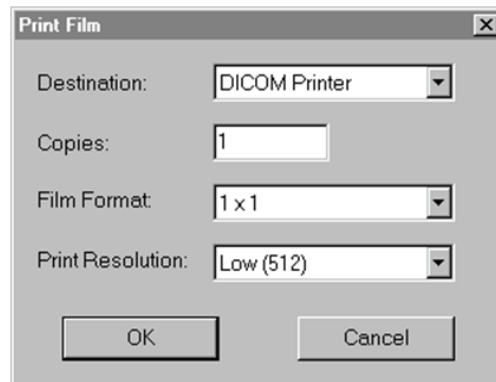 Print Film
Destination: DICOM Printer
Copies: 1
Film Format: 1 x 1
Print Resolution: Low (512)
OK Cancel